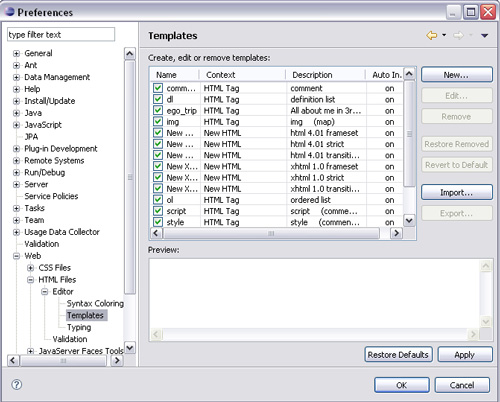 Preferences
type filter text
General
Ant
Data Management
Help
Install/Update
Java
JavaScript
JPA
Plug-in Development
Remote Systems
Run/Debug
Server
Service Policies
Tasks
Team
Usage Data Collector
Validation
Web
CSS Files
HTML Files
Editor
Syntax Coloring
Templates
Typing
Validation
JavaServer Faces Tools
Templates
Create, edit or remove templates:
Name Context Description Auto In.
comm... HTML Tag comment on
dl HTML Tag definition list on
ego_trip HTML Tag All about me in 3r... on
img HTML Tag img (map) on
New ... New HTML html 4.01 frameset on
New ... New HTML html 4.01 strict on
New ... New HTML html 4.01 transiti... on
New X... New HTML xhtml 1.0 frameset on
New X... New HTML xhtml 1.0 strict on
New X... New HTML xhtml 1.0 transiti... on
ol HTML Tag ordered list on
script HTML Tag script (comme... on
style HTML Tag style (commen... on
New...
Edit...
Remove
Restore Removed
Revert to Default
Import...
Export...
Preview:
Restore Defaults
Apply
?
OK
Cancel